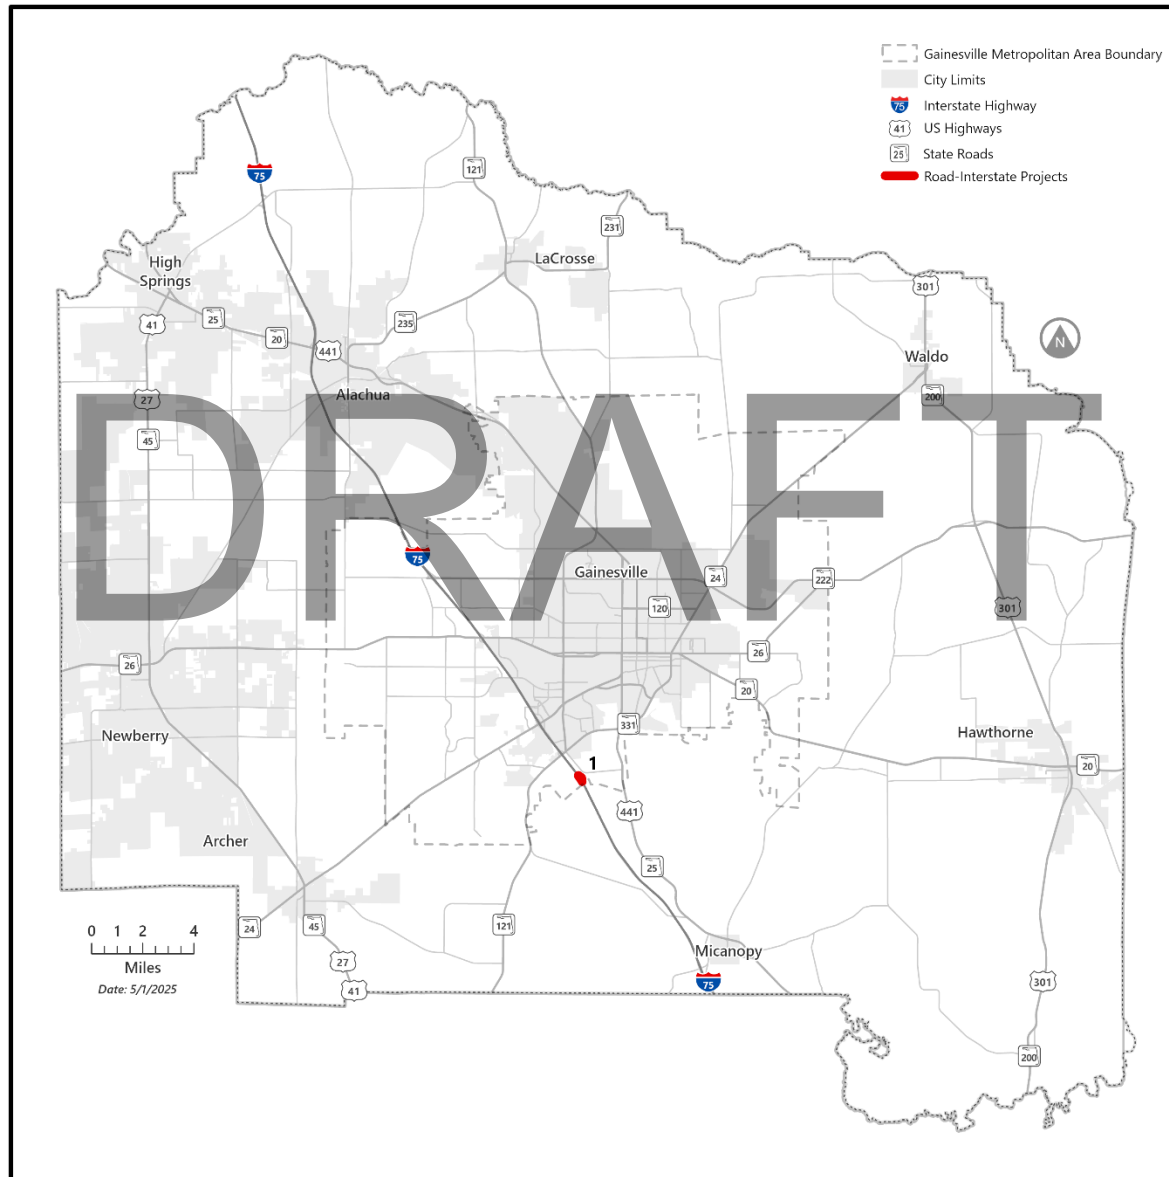 Gainesville Metropolitan Area Boundary
City Limits
75 Interstate Highway
41 US Highways
25 State Roads
Road-Interstate Projects
75
121
231
LaCrosse
High
Springs
301
41
25
20
441
235
N
Waldo
Alachua
27
200
45
DRAFT
75
Gainesville
24
222
120
301
26
26
20
331
Newberry
Hawthorne
1
20
441
Archer
25
24
45
121
0 1 2 4
Miles
Date: 5/1/2025
27
41
Micanopy
75
301
200